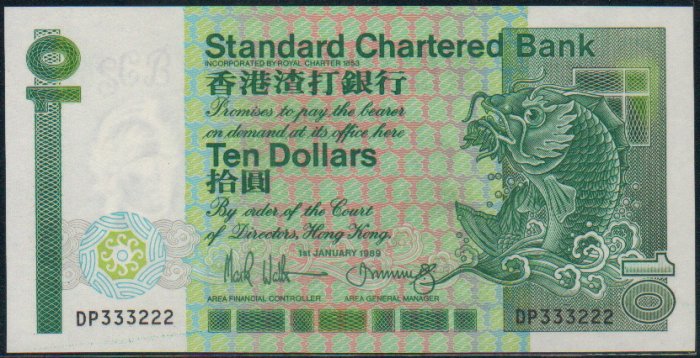 10
Standard Chartered Bank
INCORPORATED BY ROYAL CHARTER 1853
香港渣打銀行
Promises to pay the bearer
on demand at its office here
Ten Dollars
拾圓
By order of the Court
of Directors, Hong Kong,
1ST JANUARY 1989
AREA FINANCIAL CONTROLLER AREA GENERAL MANAGER
DP333222 DP333222
10